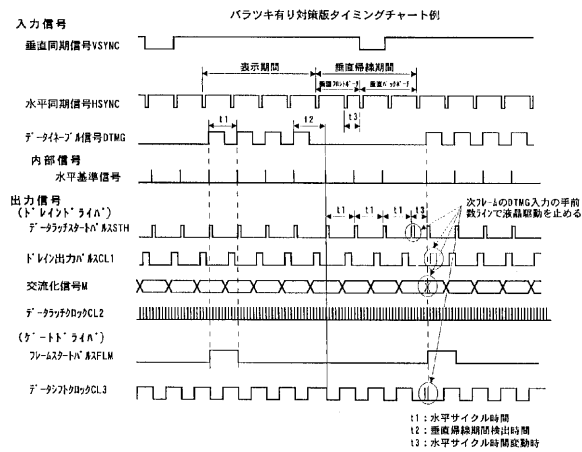 バラツキ有り対策版タイミングチャート例
入力信号
垂直同期信号VSYNC
表示期間
垂直帰線期間
垂直フロントポーチ
垂直バックポーチ
水平同期信号HSYNC
t3
t1
t2
データイネーブル信号DTMG
内部信号
水平基準信号
出力信号
(ドレインドライバ)
t1
t1
t1
t3
次フレームのDTMG入力の手前
数ラインで液晶駆動を止める
データラッチスタートパルスSTH
ドレイン出力パルスCL1
交流化信号M
データラッチクロックCL2
(ゲートドライバ)
フレームスタートパルスFLM
データシフトクロックCL3
t1:水平サイクル時間
t2:垂直帰線期間検出時間
t3:水平サイクル時間変動時